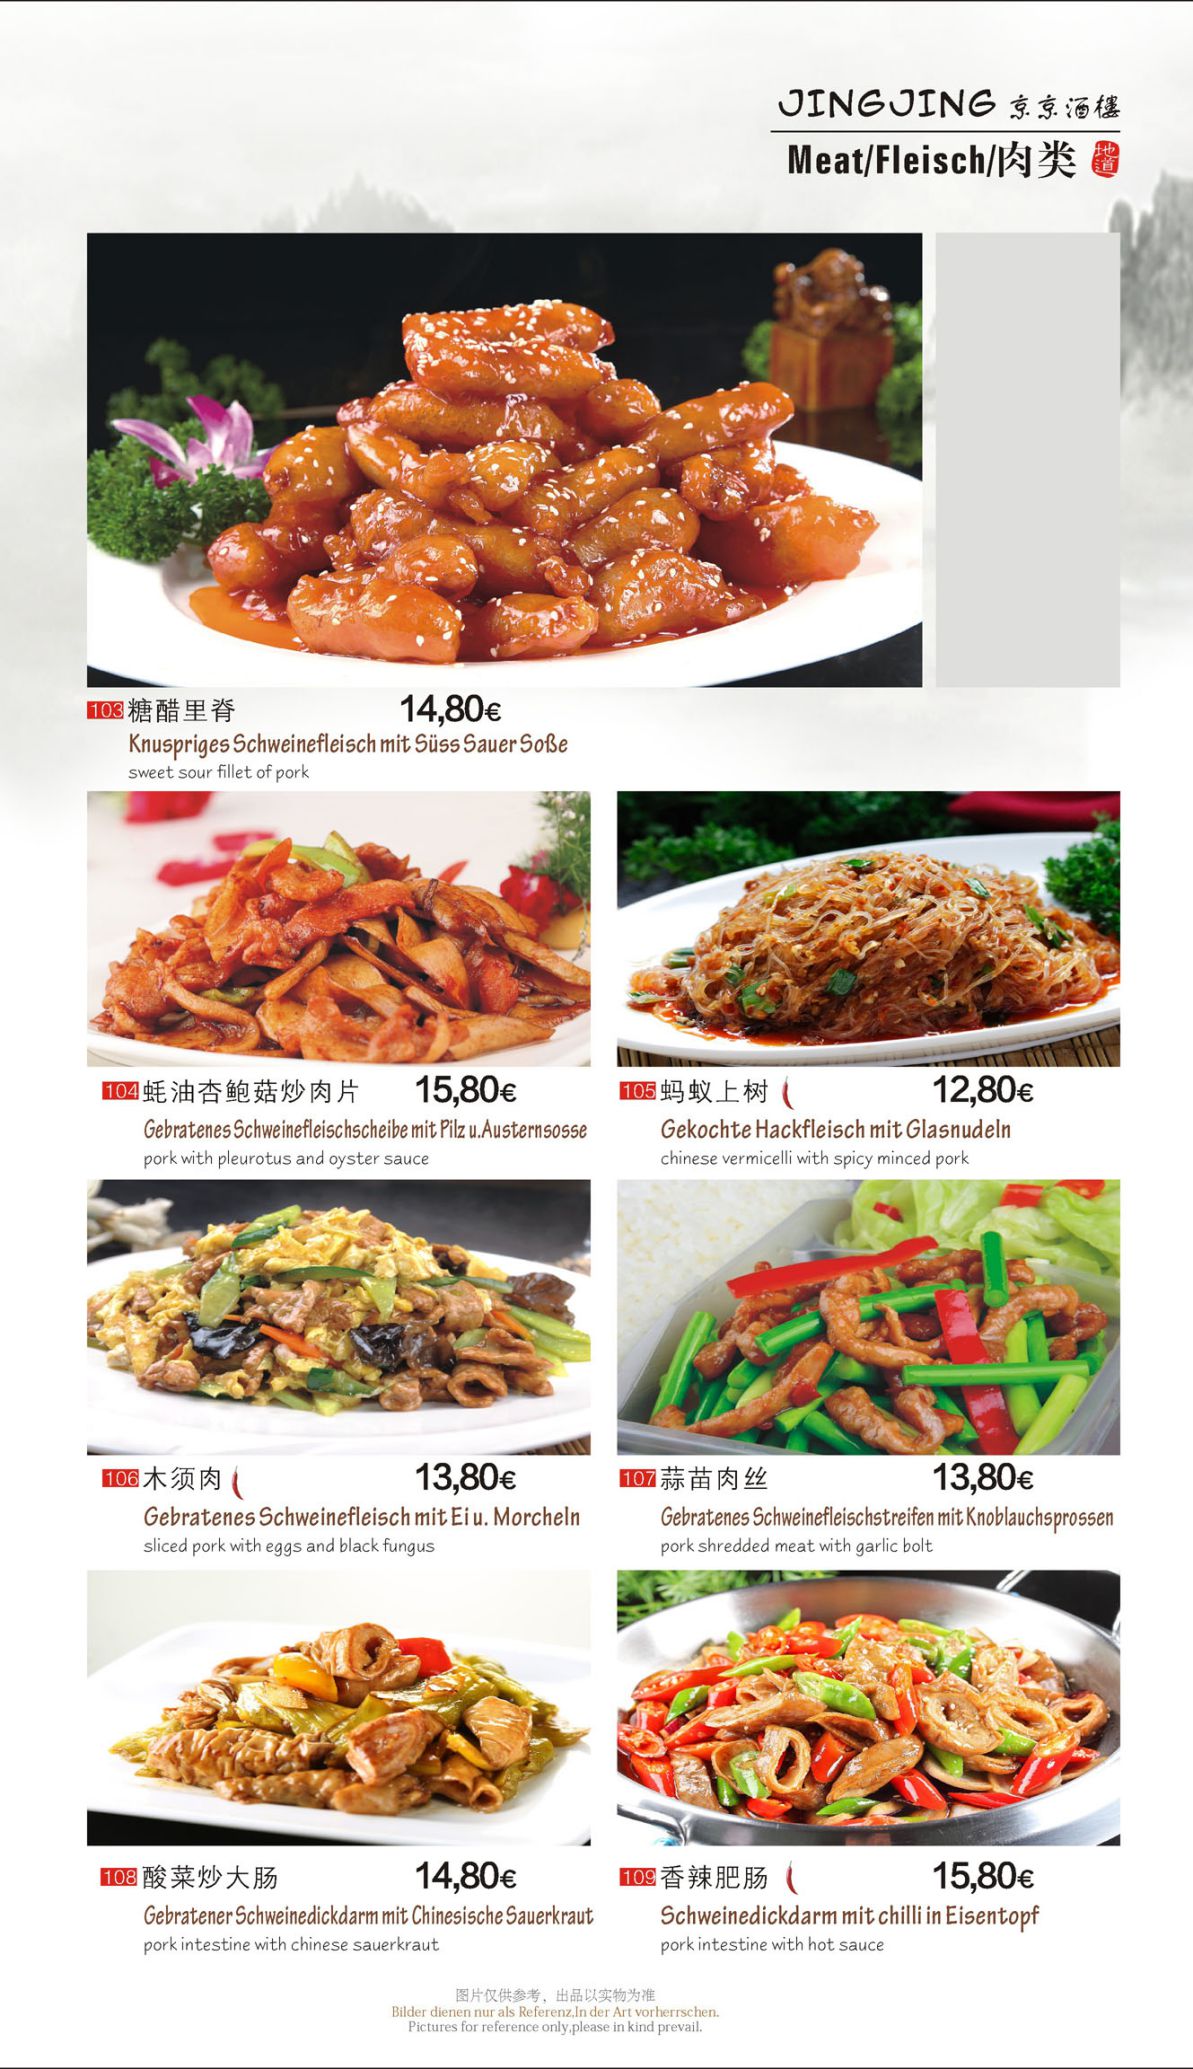 JINGJING 京京酒樓
Meat/Fleisch/肉类 地道
103 糖醋里脊 14,80€
Knuspriges Schweinefleisch mit Süss Sauer Soße
sweet sour fillet of pork
104 蚝油杏鲍菇炒肉片 15,80€
Gebratenes Schweinefleischscheibe mit Pilz u.Austernsosse
pork with pleurotus and oyster sauce
105 蚂蚁上树 12,80€
Gekochte Hackfleisch mit Glasnudeln
chinese vermicelli with spicy minced pork
106 木须肉 13,80€
Gebratenes Schweinefleisch mit Ei u. Morcheln
sliced pork with eggs and black fungus
107 蒜苗肉丝 13,80€
Gebratenes Schweinefleischstreifen mit Knoblauchsprossen
pork shredded meat with garlic bolt
108 酸菜炒大肠 14,80€
Gebratener Schweinedickdarm mit Chinesische Sauerkraut
pork intestine with chinese sauerkraut
109 香辣肥肠 15,80€
Schweinedickdarm mit chilli in Eisentopf
pork intestine with hot sauce
图片仅供参考，出品以实物为准
Bilder dienen nur als Referenz,In der Art vorherrschen.
Pictures for reference only,please in kind prevail.